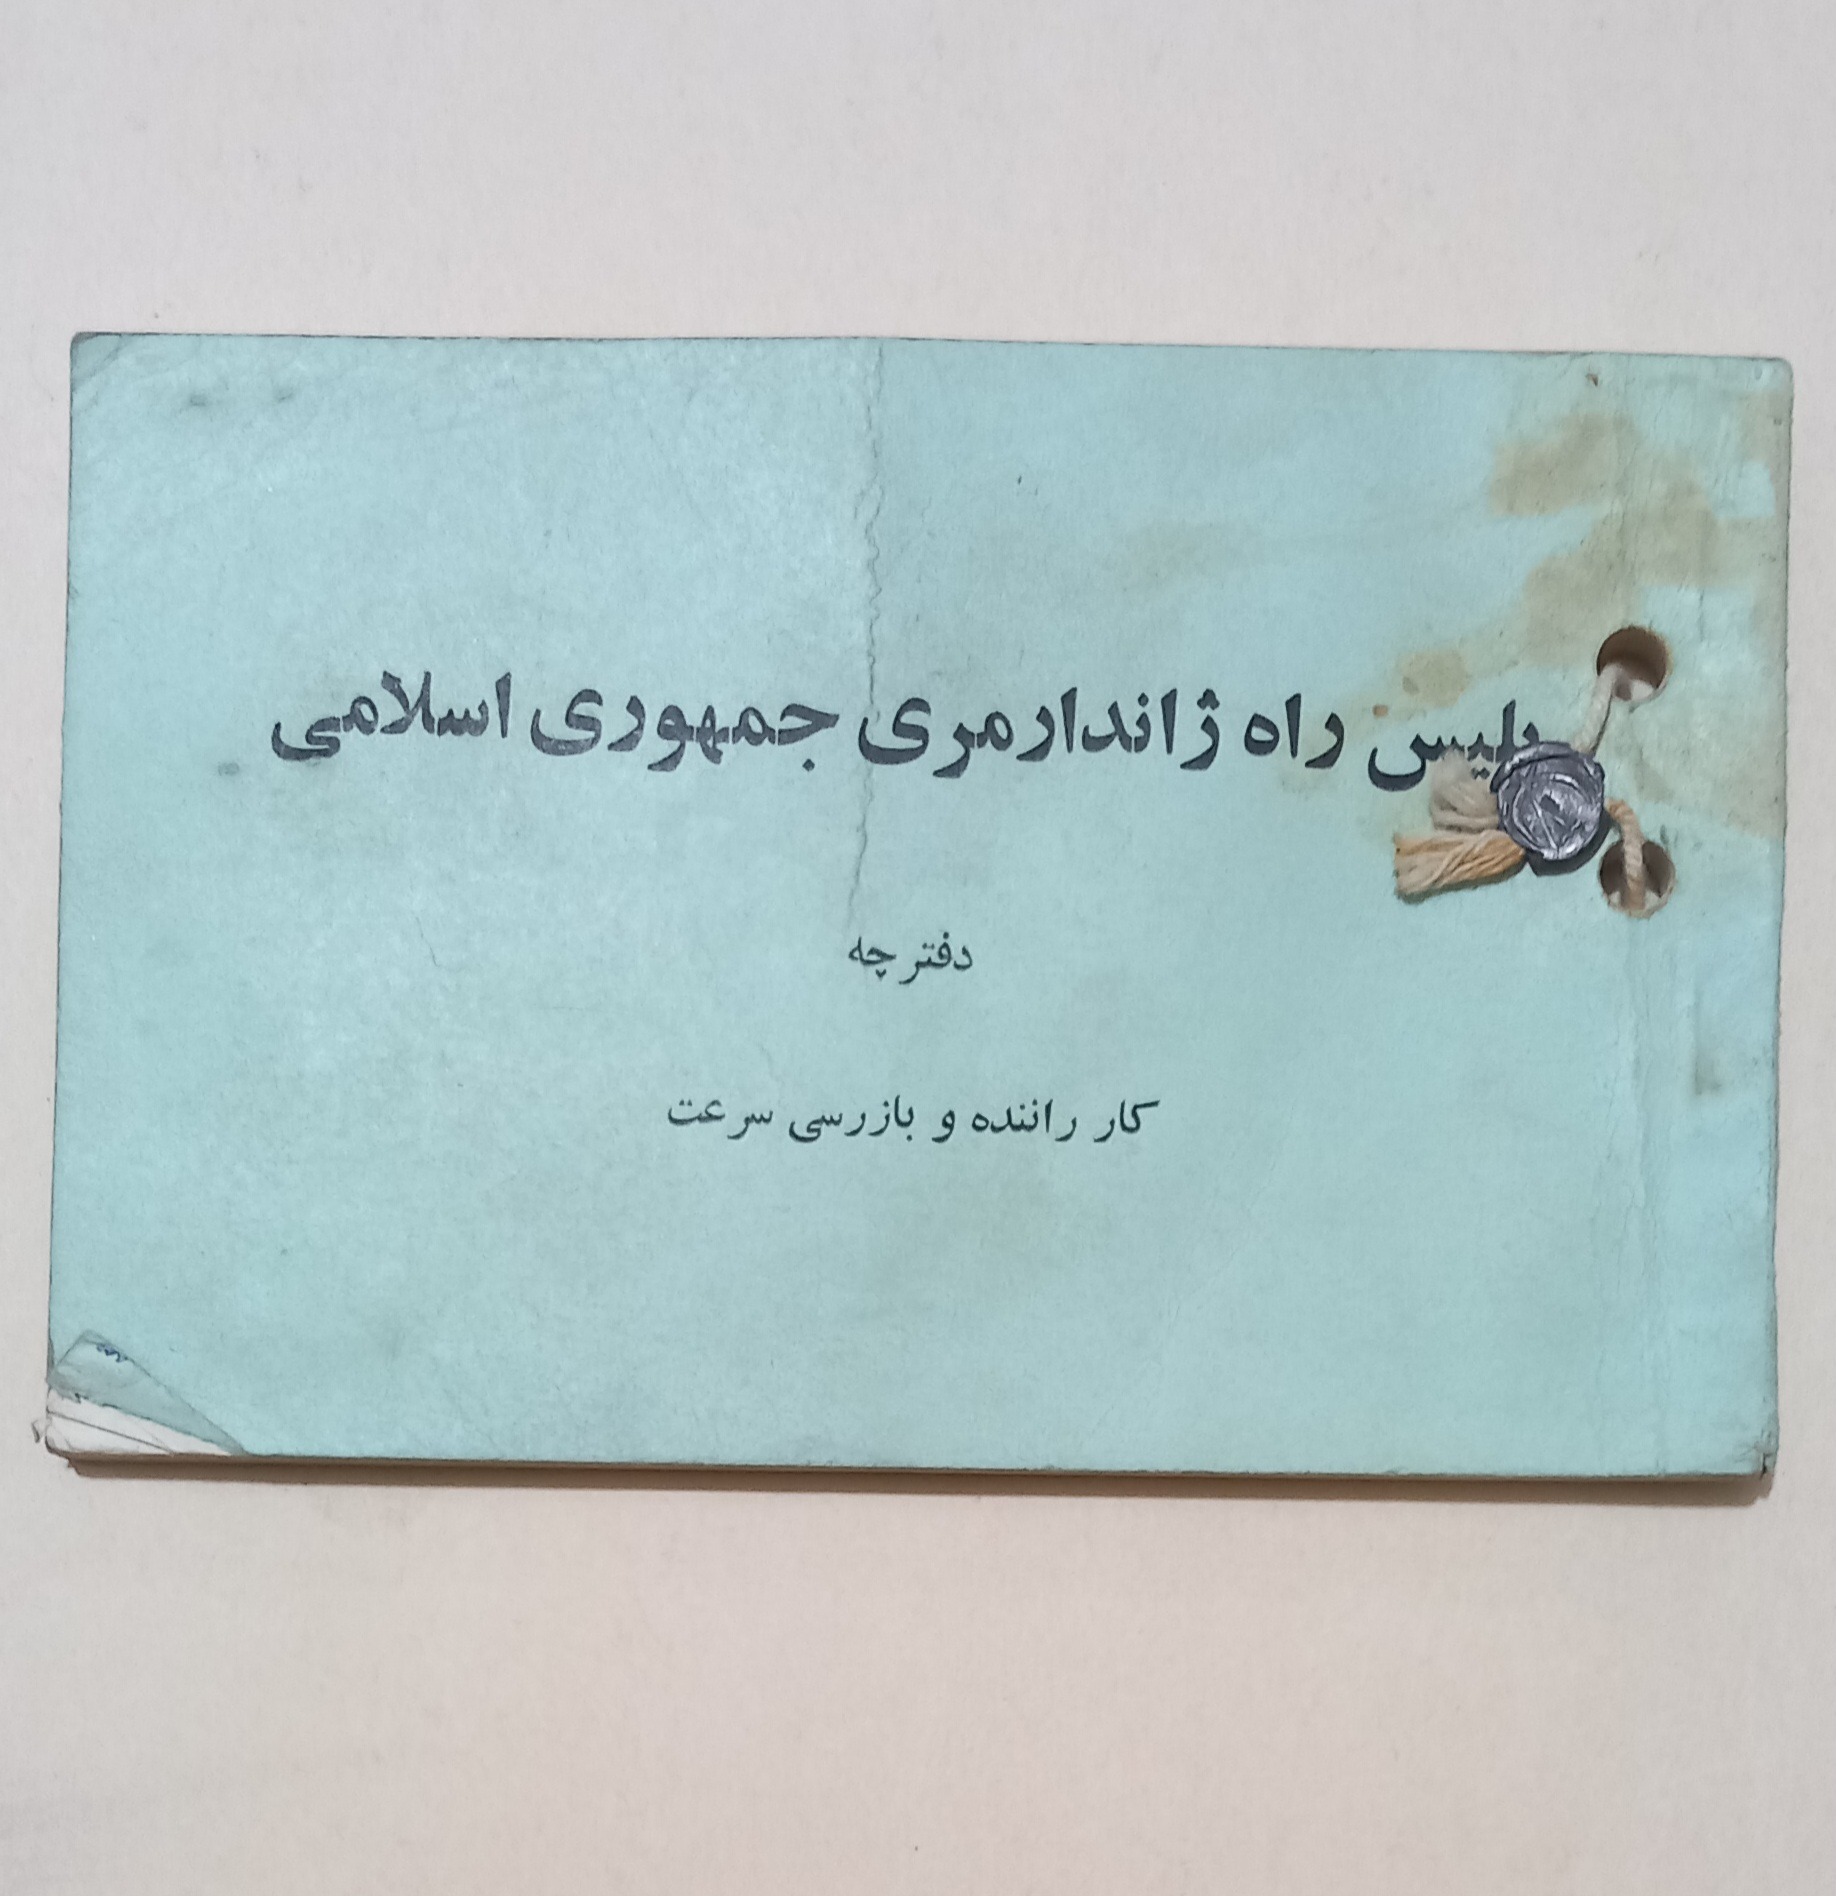 پلیس راه ژاندارمری جمهوری اسلامی
دفترچه
کار راننده و بازرسی سرعت